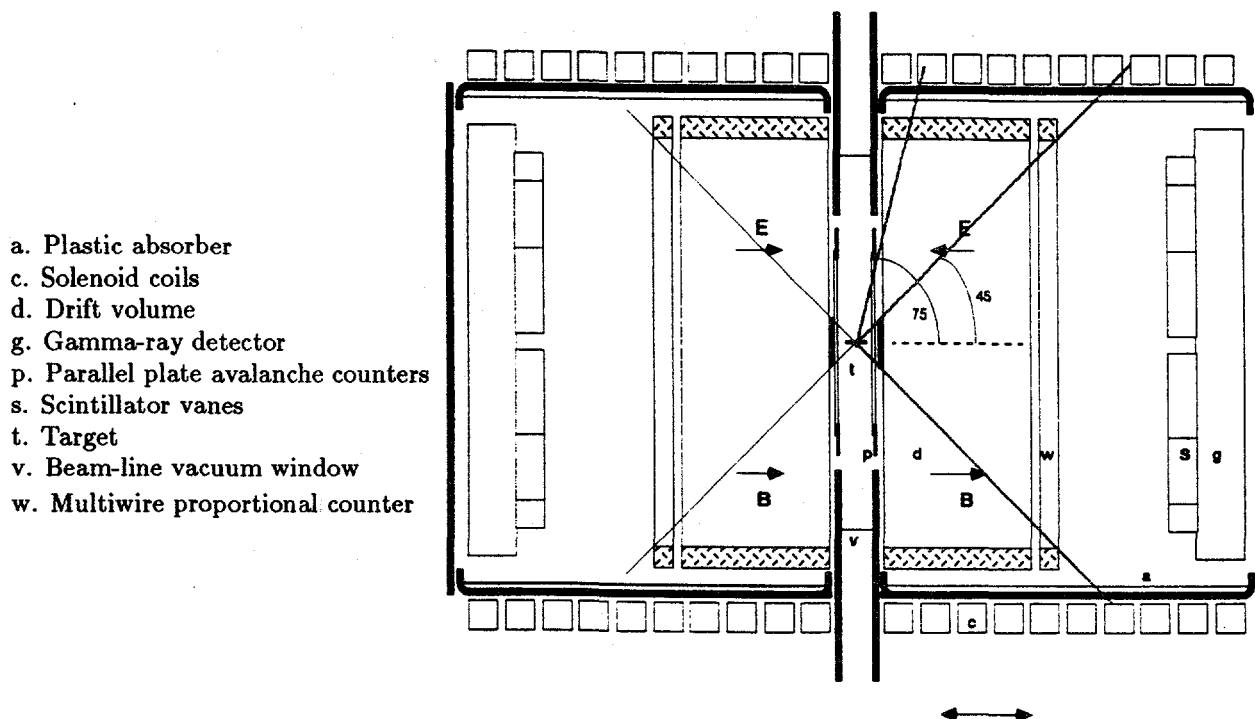 a. Plastic absorber
c. Solenoid coils
d. Drift volume
g. Gamma-ray detector
p. Parallel plate avalanche counters
s. Scintillator vanes
t. Target
v. Beam-line vacuum window
w. Multiwire proportional counter
E
E
45
75
t
p
d
w
S
g
B
B
v
a
c